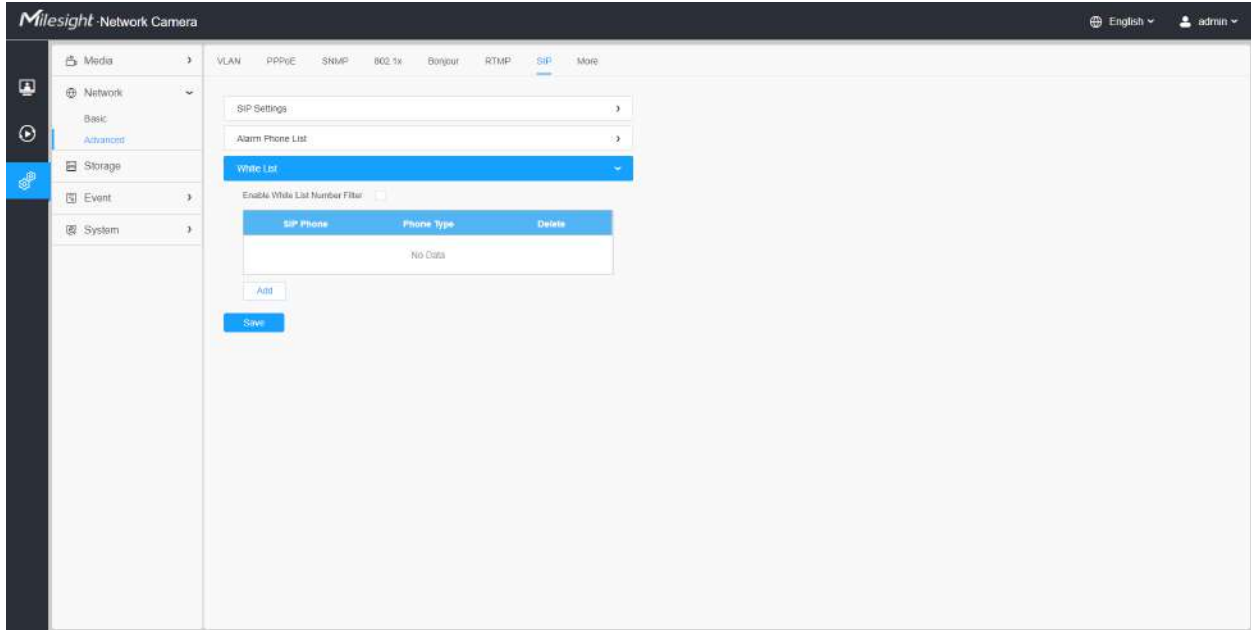 Milesight -Network Camera
English
admin
Media
Network
Basic
Advanced
Storage
Event
System
VLAN PPPoE SNMP 802.1x Bonjour RTMP SIP More
SIP Settings
Alarm Phone List
White List
Enable White List Number Filter
SIP Phone Phone Type Delete
No Data
Add
Save